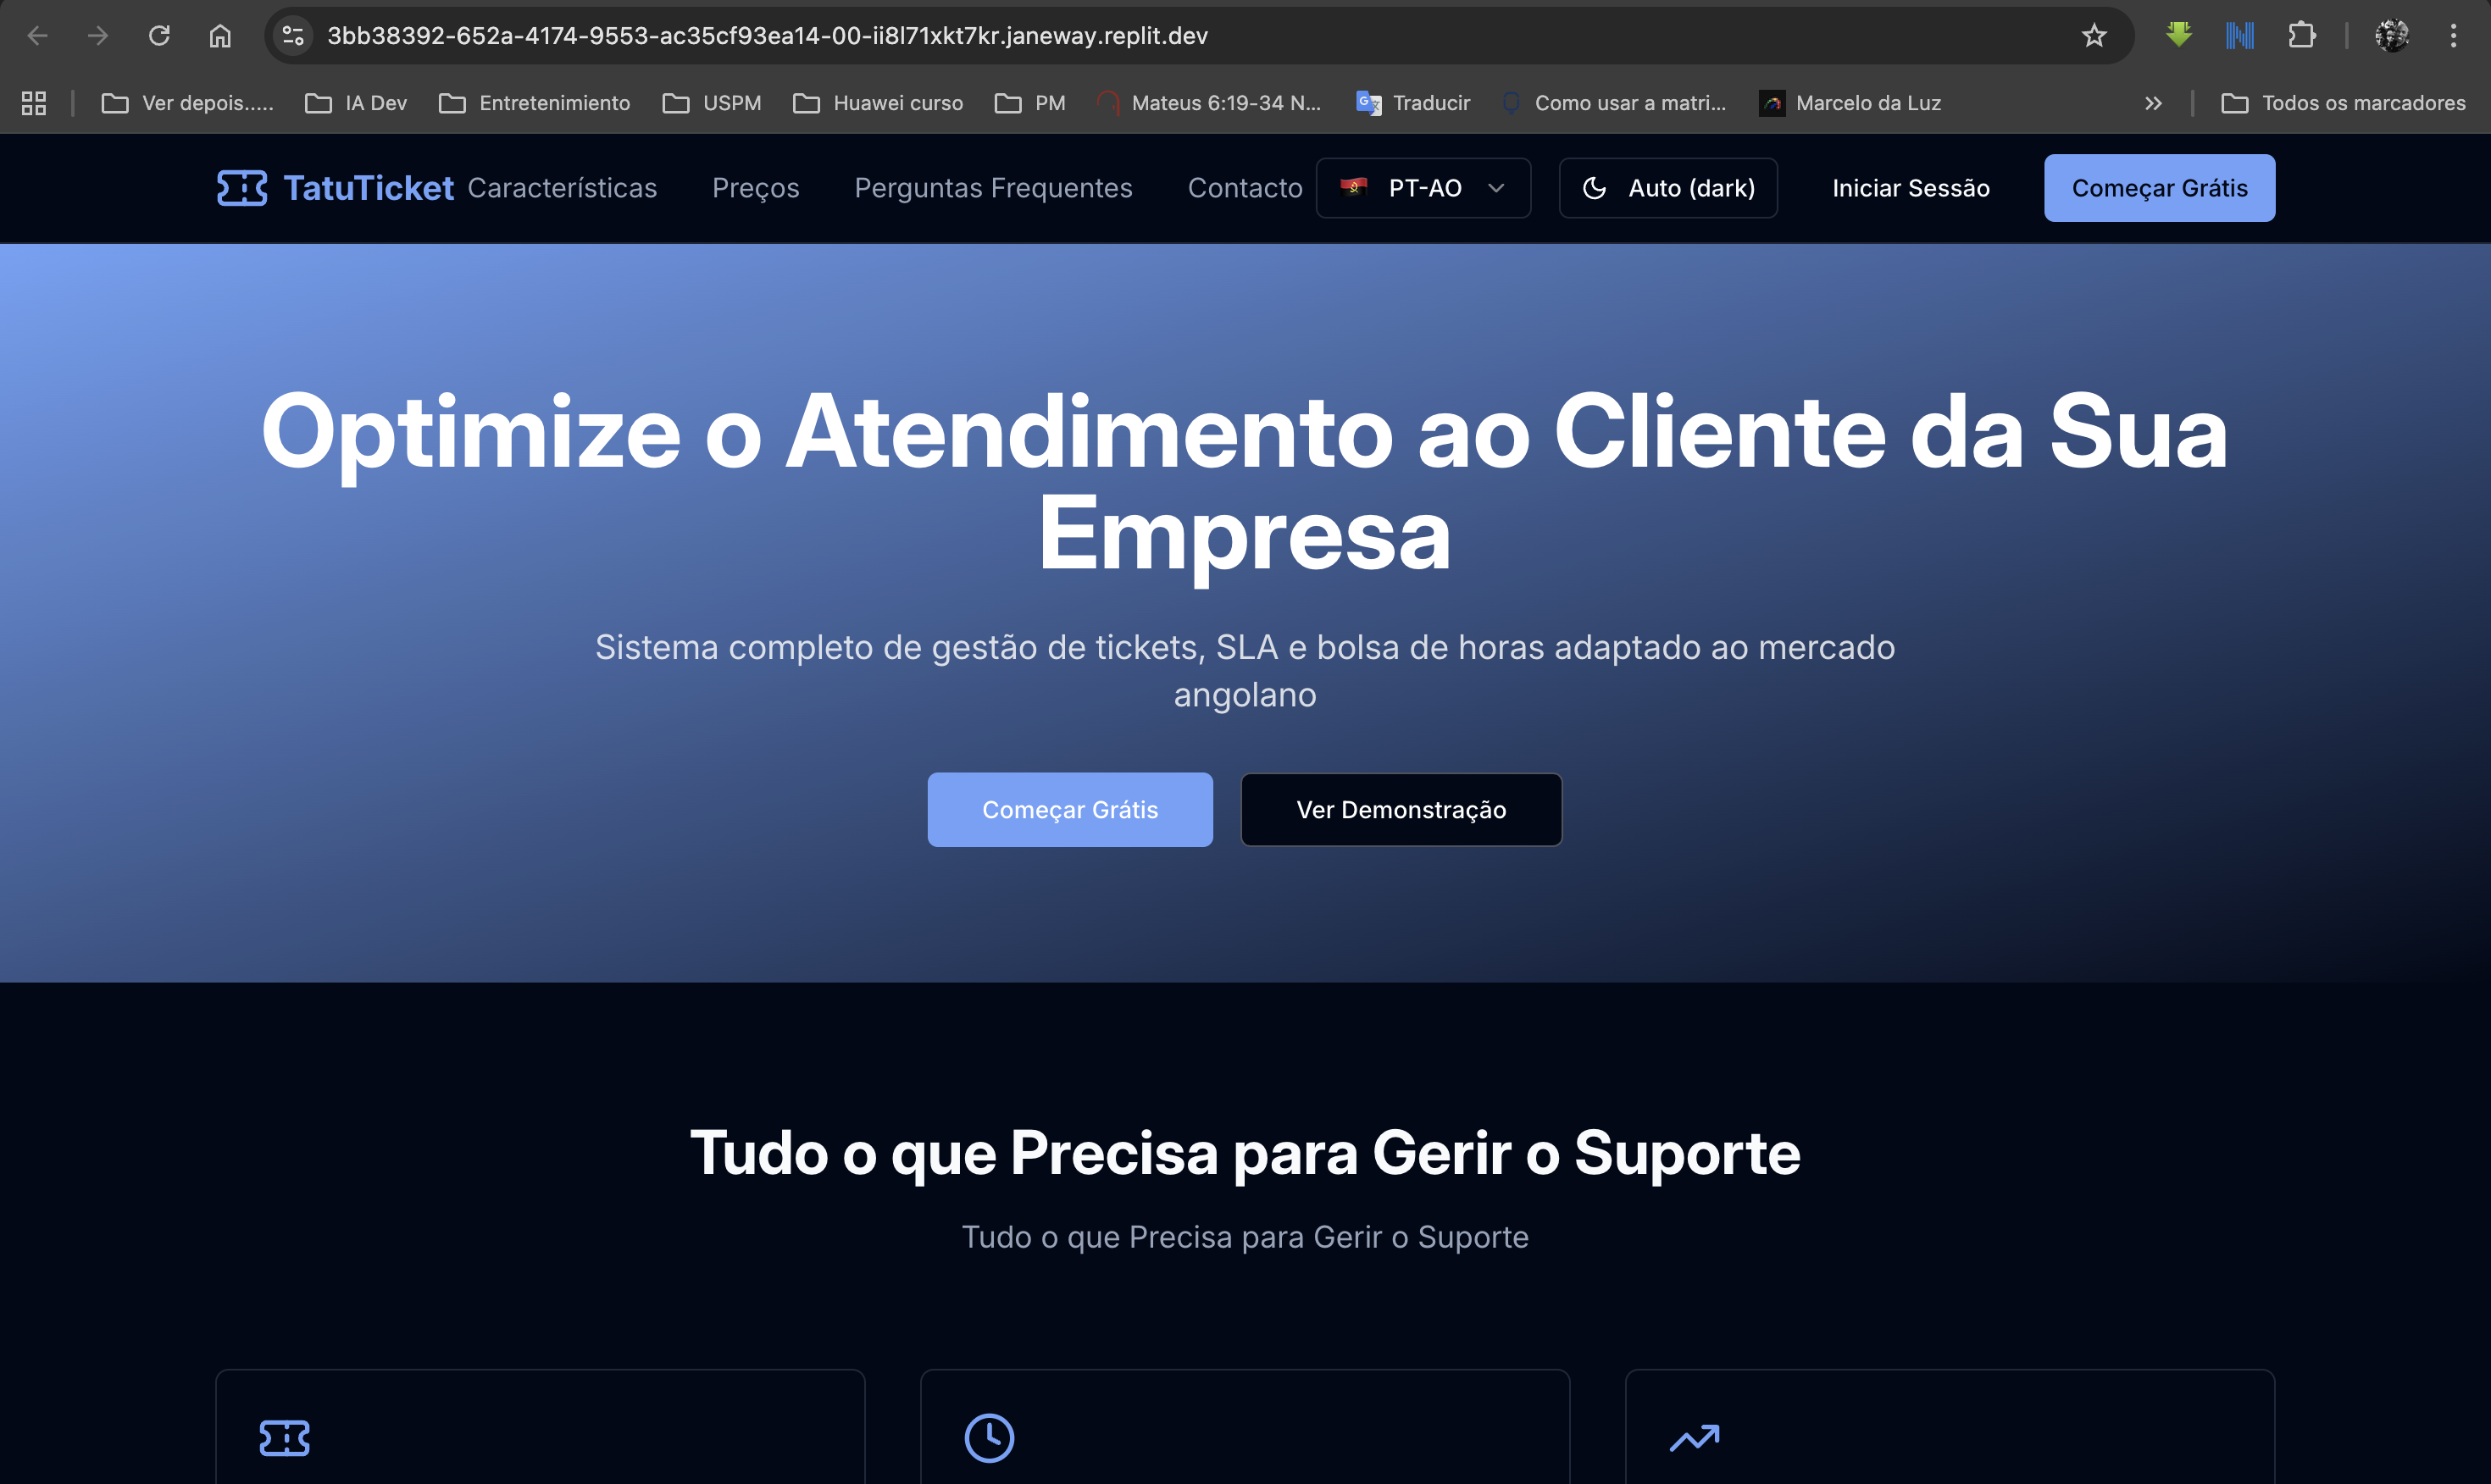 3bb38392-652a-4174-9553-ac35cf93ea14-00-ii8l71xkt7kr.janeway.replit.dev
Ver depois..... IA Dev Entretenimiento USPM Huawei curso PM Mateus 6:19-34 N... Traducir Como usar a matri... Marcelo da Luz Todos os marcadores
TatuTicket Características Preços Perguntas Frequentes Contacto PT-AO Auto (dark) Iniciar Sessão Começar Grátis
Optimize o Atendimento ao Cliente da Sua
Empresa
Sistema completo de gestão de tickets, SLA e bolsa de horas adaptado ao mercado
angolano
Começar Grátis Ver Demonstração
Tudo o que Precisa para Gerir o Suporte
Tudo o que Precisa para Gerir o Suporte